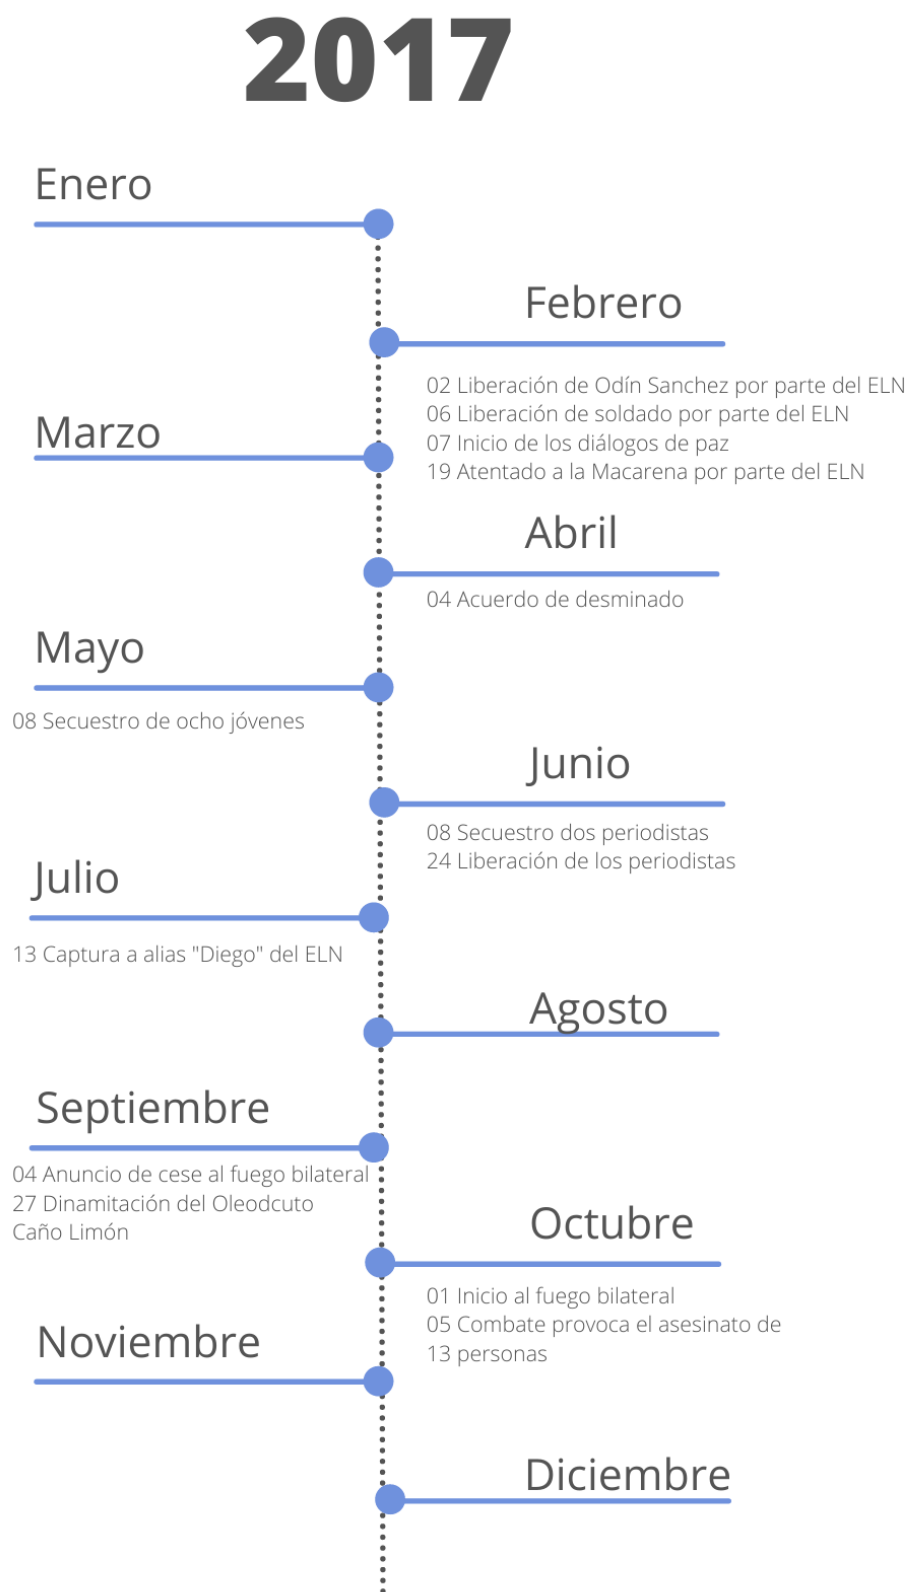 2017
Enero
Febrero
02 Liberación de Odín Sanchez por parte del ELN
06 Liberación de soldado por parte del ELN
07 Inicio de los diálogos de paz
19 Atentado a la Macarena por parte del ELN
Marzo
Abril
04 Acuerdo de desminado
Mayo
08 Secuestro de ocho jóvenes
Junio
08 Secuestro dos periodistas
24 Liberación de los periodistas
Julio
13 Captura a alias "Diego" del ELN
Agosto
Septiembre
04 Anuncio de cese al fuego bilateral
27 Dinamitación del Oleodcuto
Caño Limón
Octubre
01 Inicio al fuego bilateral
05 Combate provoca el asesinato de
13 personas
Noviembre
Diciembre